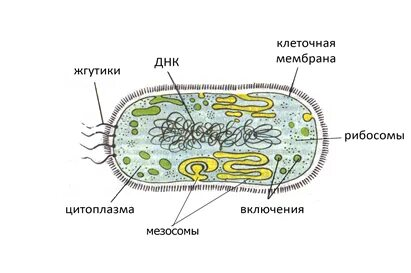 клеточная
мембрана
ДНК
жгутики
рибосомы
цитоплазма
включения
мезосомы